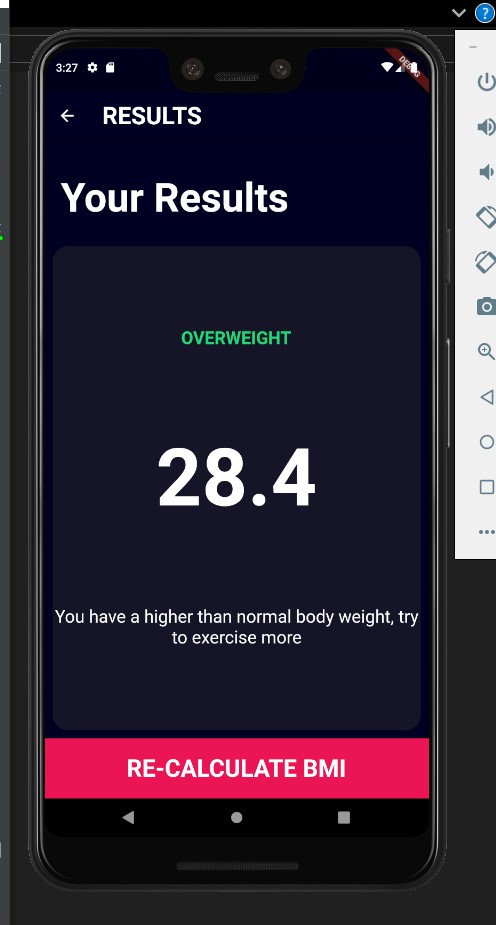 3:27
DEBUG
RESULTS
Your Results
OVERWEIGHT
28.4
You have a higher than normal body weight, try
to exercise more
RE-CALCULATE BMI
?